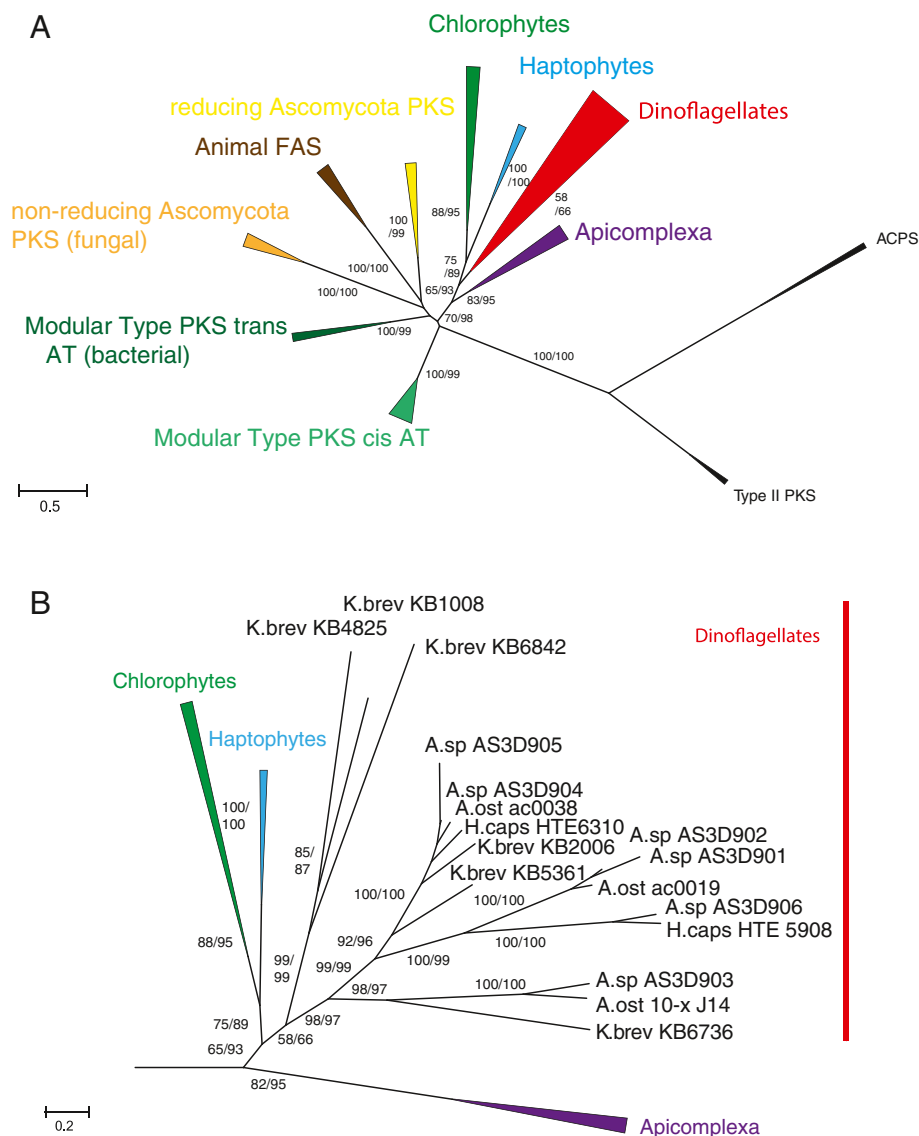 A
Chlorophytes
Haptophytes
reducing Ascomycota PKS
Dinoflagellates
Animal FAS
100
/100
58
/66
non-reducing Ascomycota
PKS (fungal)
100
/99
88/95
Apicomplexa
ACPS
75
/89
100/100
65/93
83/95
100/100
70/98
Modular Type PKS trans
AT (bacterial)
100/99
100/100
100/99
Modular Type PKS cis AT
0.5
Type II PKS
B
K.brev KB1008
K.brev KB4825
K.brev KB6842
Dinoflagellates
Chlorophytes
Haptophytes
A.sp AS3D905
A.sp AS3D904
A.ost ac0038
100/
100
H.caps HTE6310
A.sp AS3D902
K.brev KB2006
A.sp AS3D901
85/
87
K.brev KB5361
A.ost ac0019
100/100
100/100
A.sp AS3D906
H.caps HTE 5908
88/95
92/96
100/100
99/
99
99/99
100/99
A.sp AS3D903
98/97
100/100
A.ost 10-x J14
75/89
98/97
K.brev KB6736
58/66
65/93
82/95
0.2
Apicomplexa